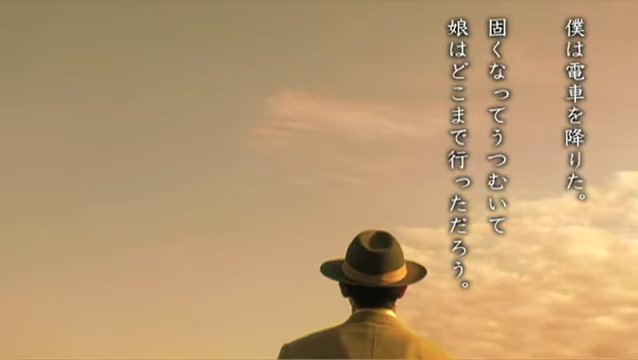 僕は電車を降りた。
固くなってうつむいて
娘はどこまで行っただろう。